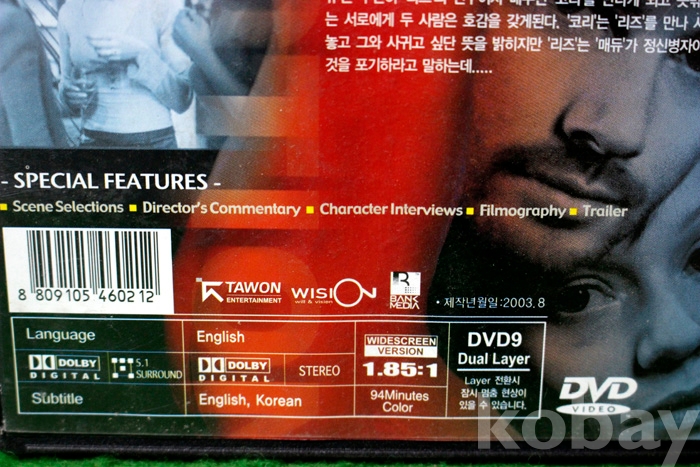 는 서로에게 두 사람은 호감을 갖게된다. '코리'는 '리즈'를 만나
놓고 그와 사귀고 싶단 뜻을 밝히지만 '리즈'는 '매듀'가 정신병자이
것을 포기하라고 말하는데.....
- SPECIAL FEATURES -
Scene Selections ■ Director's Commentary ■ Character Interviews ■ Filmography ■ Trailer
8 809105 460212
TAWON
ENTERTAINMENT
WISION
will & vision
BANK
MEDIA
• 제작년월일:2003. 8
Language English
DOLBY DIGITAL 5.1 SURROUND
DOLBY DIGITAL STEREO
Subtitle English, Korean
WIDESCREEN
VERSION
1.85:1
94Minutes
Color
DVD9
Dual Layer
Layer 전환시
잠시 멈춤 현상이
있을 수 있습니다.
DVD
VIDEO
kobay